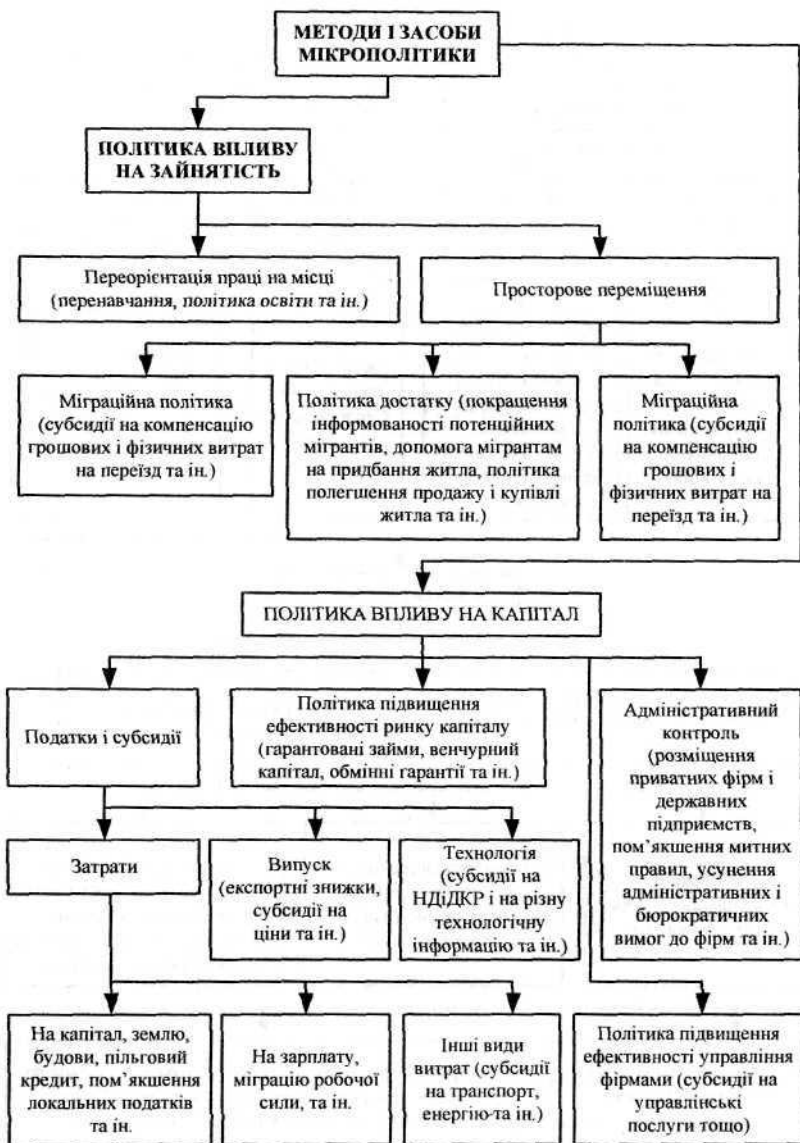 МЕТОДИ І ЗАСОБИ
МІКРОПОЛІТИКИ
ПОЛІТИКА ВПЛИВУ
НА ЗАЙНЯТІСТЬ
Переорієнтація праці на місці
(перенавчання, політика освіти та ін.)
Просторове переміщення
Міграційна політика
(субсидії на компенсацію
грошових і фізичних витрат
на переїзд та ін.)
Політика достатку (покращення
інформованості потенційних
мігрантів, допомога мігрантам
на придбання житла, політика
полегшення продажу і купівлі
житла та ін.)
Міграційна
політика (субсидії
на компенсацію
грошових і
фізичних витрат на
переїзд та ін.)
ПОЛІТИКА ВПЛИВУ НА КАПІТАЛ
Податки і субсидії
Політика підвищення
ефективності ринку капіталу
(гарантовані займи, венчурний
капітал, обмінні гарантії та ін.)
Адміністративний
контроль
(розміщення
приватних фірм і
державних
підприємств,
пом’якшення митних
правил, усунення
адміністративних і
бюрократичних
вимог до фірм та ін.)
Затрати
Випуск
(експортні знижки,
субсидії на
ціни та ін.)
Технологія
(субсидії на
НДіДКР і на різну
технологічну
інформацію та ін.)
На капітал, землю,
будови, пільговий
кредит, пом’якшення
локальних податків
та ін.
На зарплату,
міграцію робочої
сили, та ін.
Інші види
витрат (субсидії
на транспорт,
енергію-та ін.)
Політика підвищення
ефективності управління
фірмами (субсидії на
управлінські
послуги тощо)